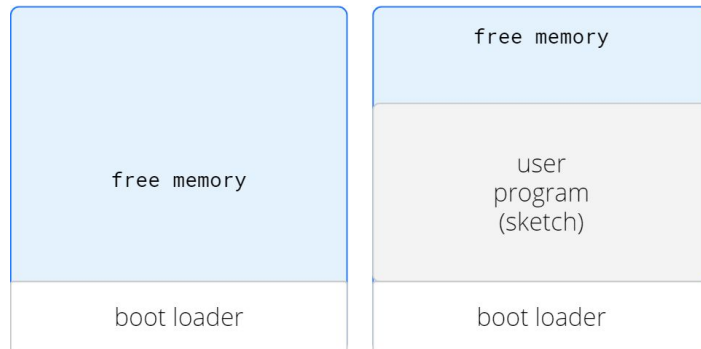 free memory
boot loader
free memory
user
program
(sketch)
boot loader